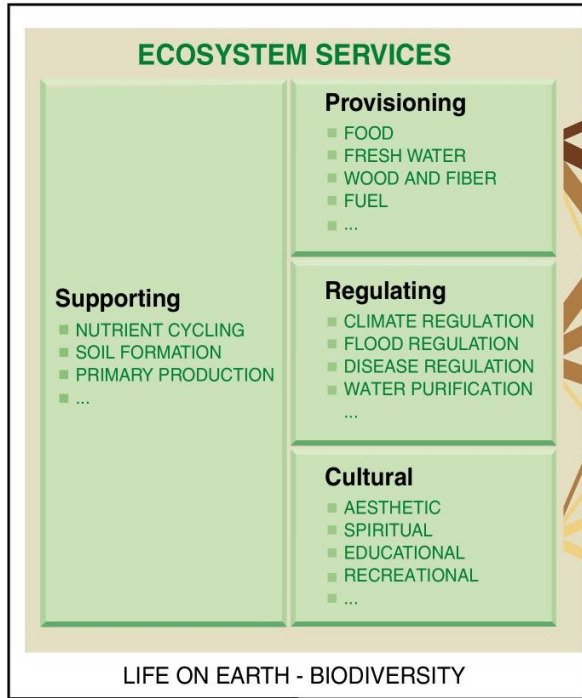 ECOSYSTEM SERVICES
Supporting
NUTRIENT CYCLING
SOIL FORMATION
PRIMARY PRODUCTION
...
Provisioning
FOOD
FRESH WATER
WOOD AND FIBER
FUEL
...
Regulating
CLIMATE REGULATION
FLOOD REGULATION
DISEASE REGULATION
WATER PURIFICATION
...
Cultural
AESTHETIC
SPIRITUAL
EDUCATIONAL
RECREATIONAL
...
LIFE ON EARTH - BIODIVERSITY